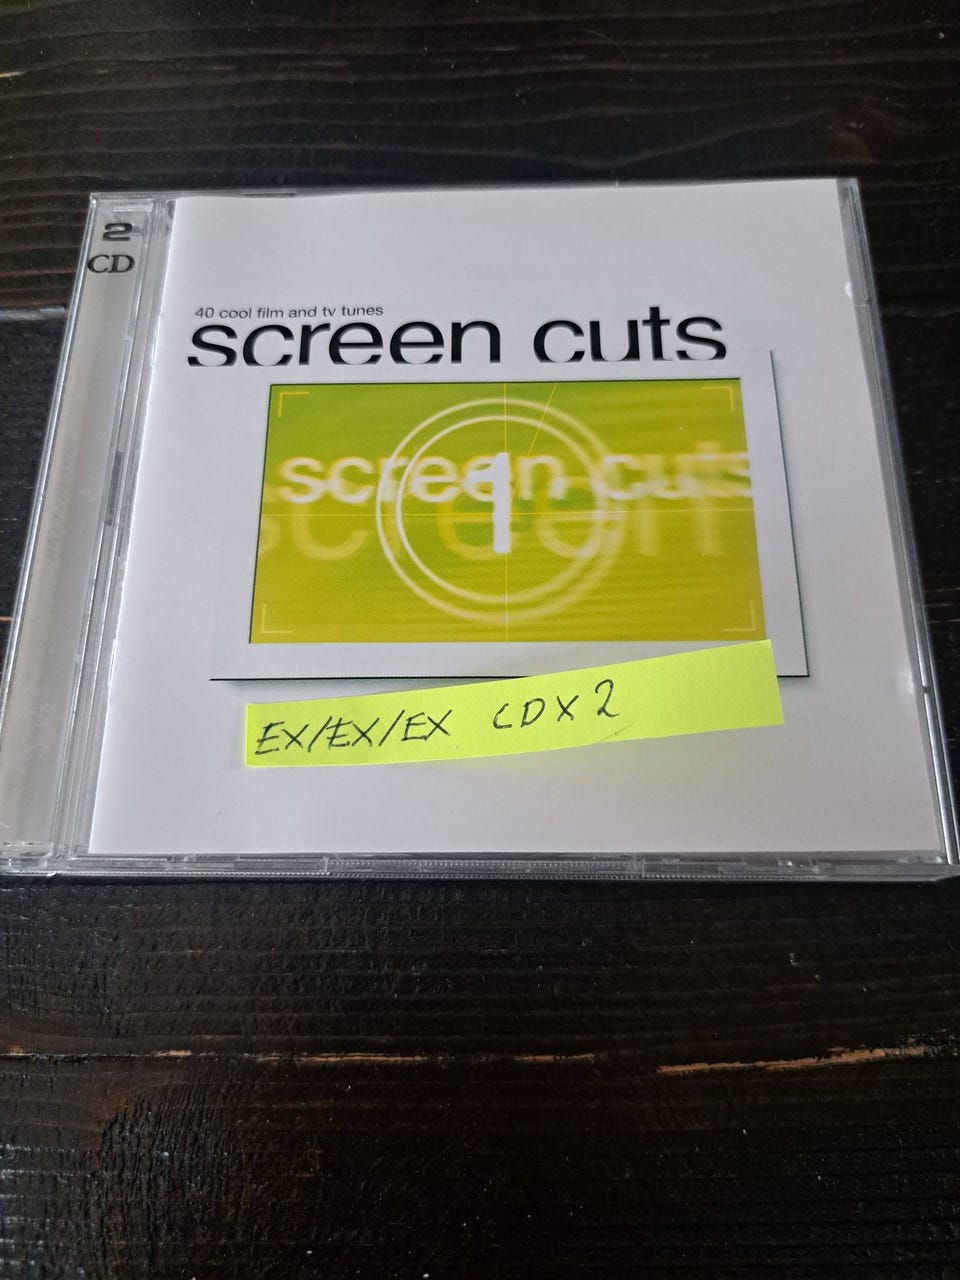 2
CD
40 cool film and tv tunes
screen cuts
screen cuts
screen
1
EX/EX/EX CD X 2